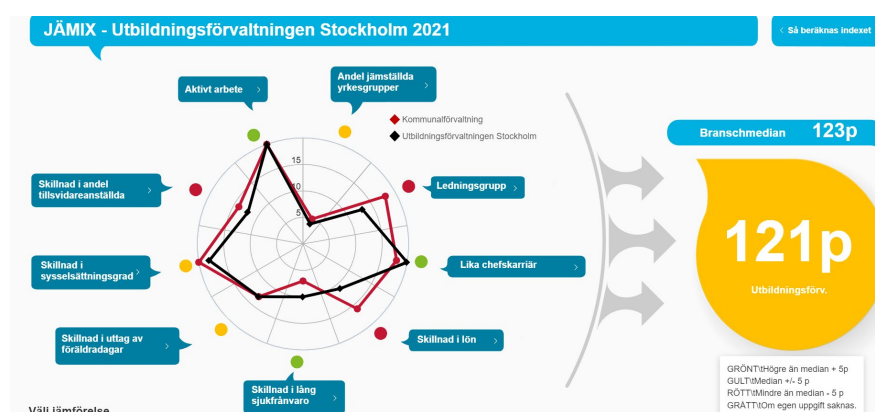 JÄMIX - Utbildningsförvaltningen Stockholm 2021
Så beräknas indexet
Aktivt arbete
Andel jämställda
yrkesgrupper
Kommunalförvaltning
Utbildningsförvaltningen Stockholm
Branschmedian 123p
15
10
5
Skillnad i andel
tillsvidareanställda
Ledningsgrupp
Skillnad i
sysselsättningsgrad
Lika chefskarriär
121p
Utbildningsförv.
Skillnad i uttag av
föräldradagar
Skillnad i lön
Skillnad i lång
sjukfrånvaro
GRÖNT\tHögre än median + 5p
GULT\tMedian +/- 5 p
RÖTT\tMindre än median - 5 p
GRÅTT\tOm egen uppgift saknas.
Välj jämförelse